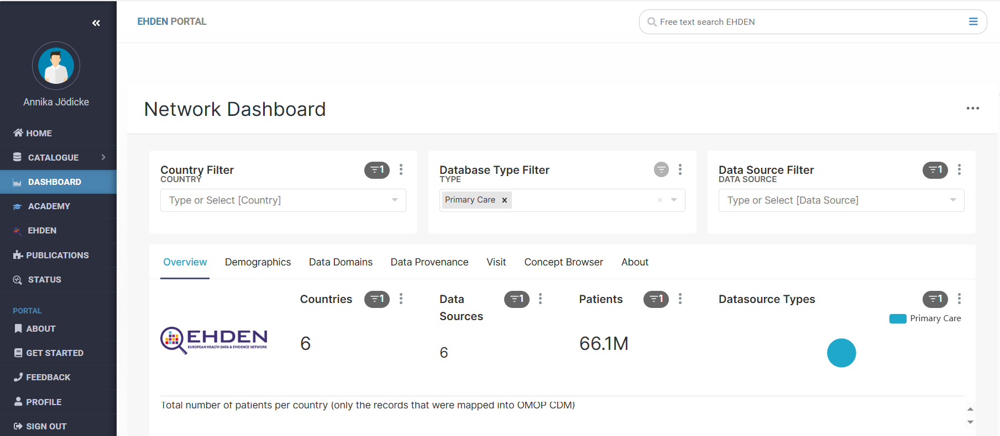 EHDEN PORTAL
Free text search EHDEN
Annika Jödicke
HOME
CATALOGUE
DASHBOARD
ACADEMY
EHDEN
PUBLICATIONS
STATUS
PORTAL
ABOUT
GET STARTED
FEEDBACK
PROFILE
SIGN OUT
Network Dashboard
Country Filter
1
COUNTRY
Type or Select [Country]
Database Type Filter
TYPE
Primary Care
Data Source Filter
1
DATA SOURCE
Type or Select [Data Source]
Overview Demographics Data Domains Data Provenance Visit Concept Browser About
EHDEN
EUROPEAN HEALTH DATA & EVIDENCE NETWORK
Countries
1
6
Data
Sources
1
6
Patients
1
66.1M
Datasource Types
1
Primary Care
Total number of patients per country (only the records that were mapped into OMOP CDM)